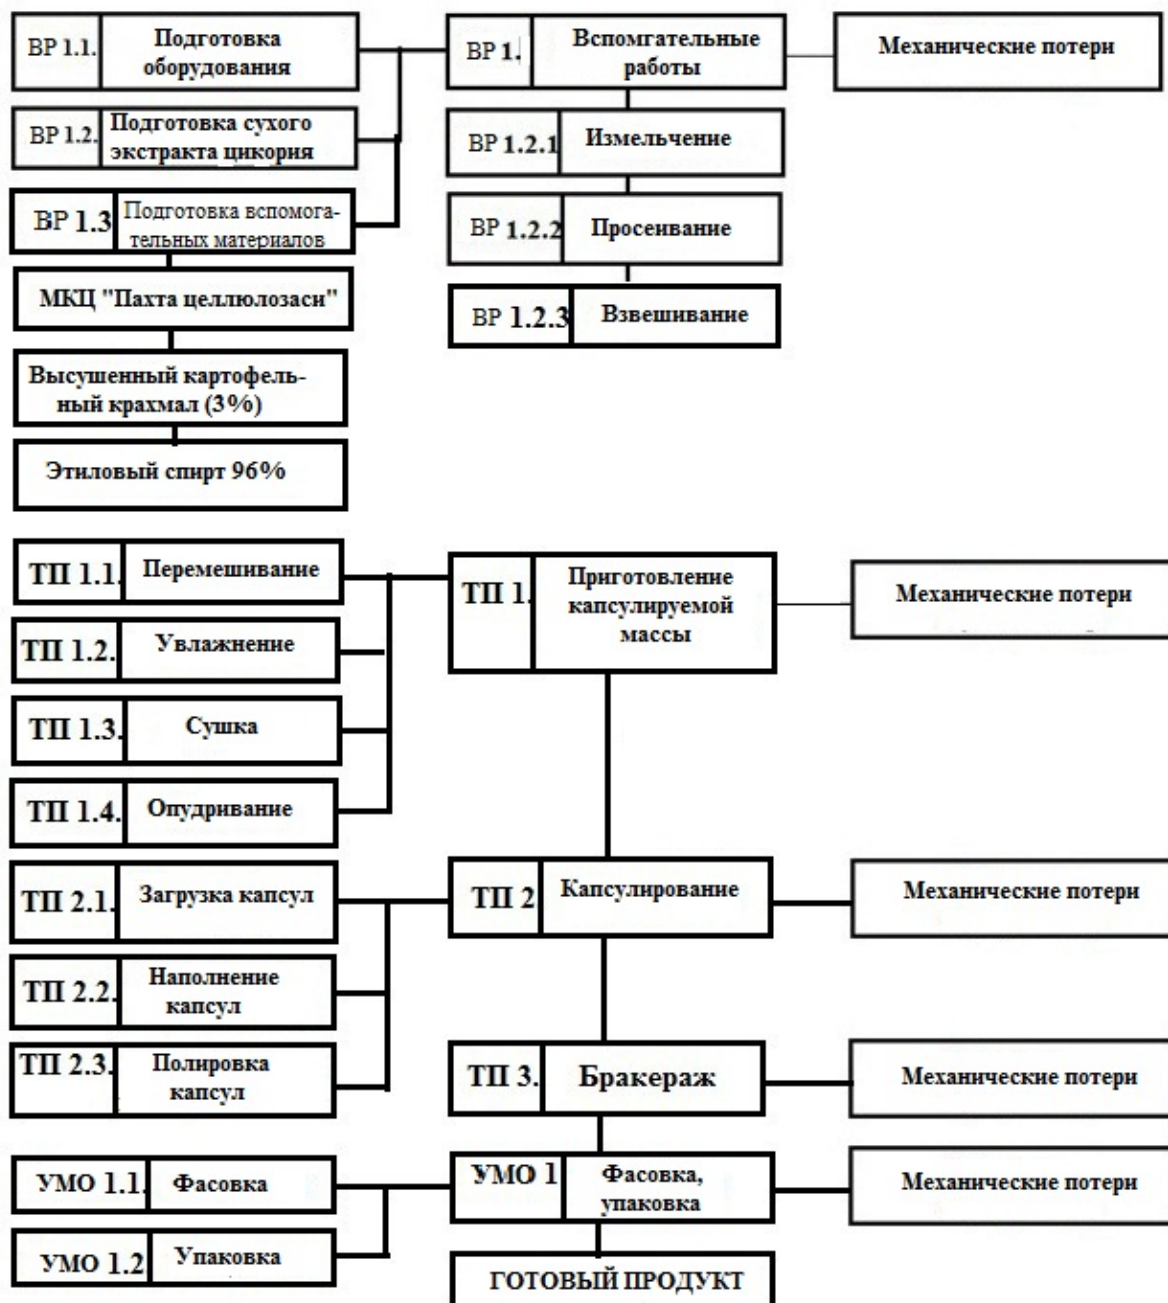 ВР 1.1.
Подготовка
оборудования
ВР 1.
Вспомгательные
работы
Механические потери
ВР 1.2.
Подготовка сухого
экстракта цикория
ВР 1.2.1
Измельчение
ВР 1.3
Подготовка вспомога-
тельных материалов
ВР 1.2.2
Просеивание
МКЦ "Пахта целлюлозаси"
ВР 1.2.3
Взвешивание
Высушенный картофель-
ный крахмал (3%)
Этиловый спирт 96%
ТП 1.1.
Перемешивание
ТП 1.
Приготовление
капсулируемой
массы
Механические потери
ТП 1.2.
Увлажнение
ТП 1.3.
Сушка
ТП 1.4.
Опудривание
ТП 2.1.
Загрузка капсул
ТП 2
Капсулирование
Механические потери
ТП 2.2.
Наполнение
капсул
ТП 2.3.
Полировка
капсул
ТП 3.
Бракераж
Механические потери
УМО 1.1.
Фасовка
УМО 1
Фасовка,
упаковка
Механические потери
УМО 1.2
Упаковка
ГОТОВЫЙ ПРОДУКТ